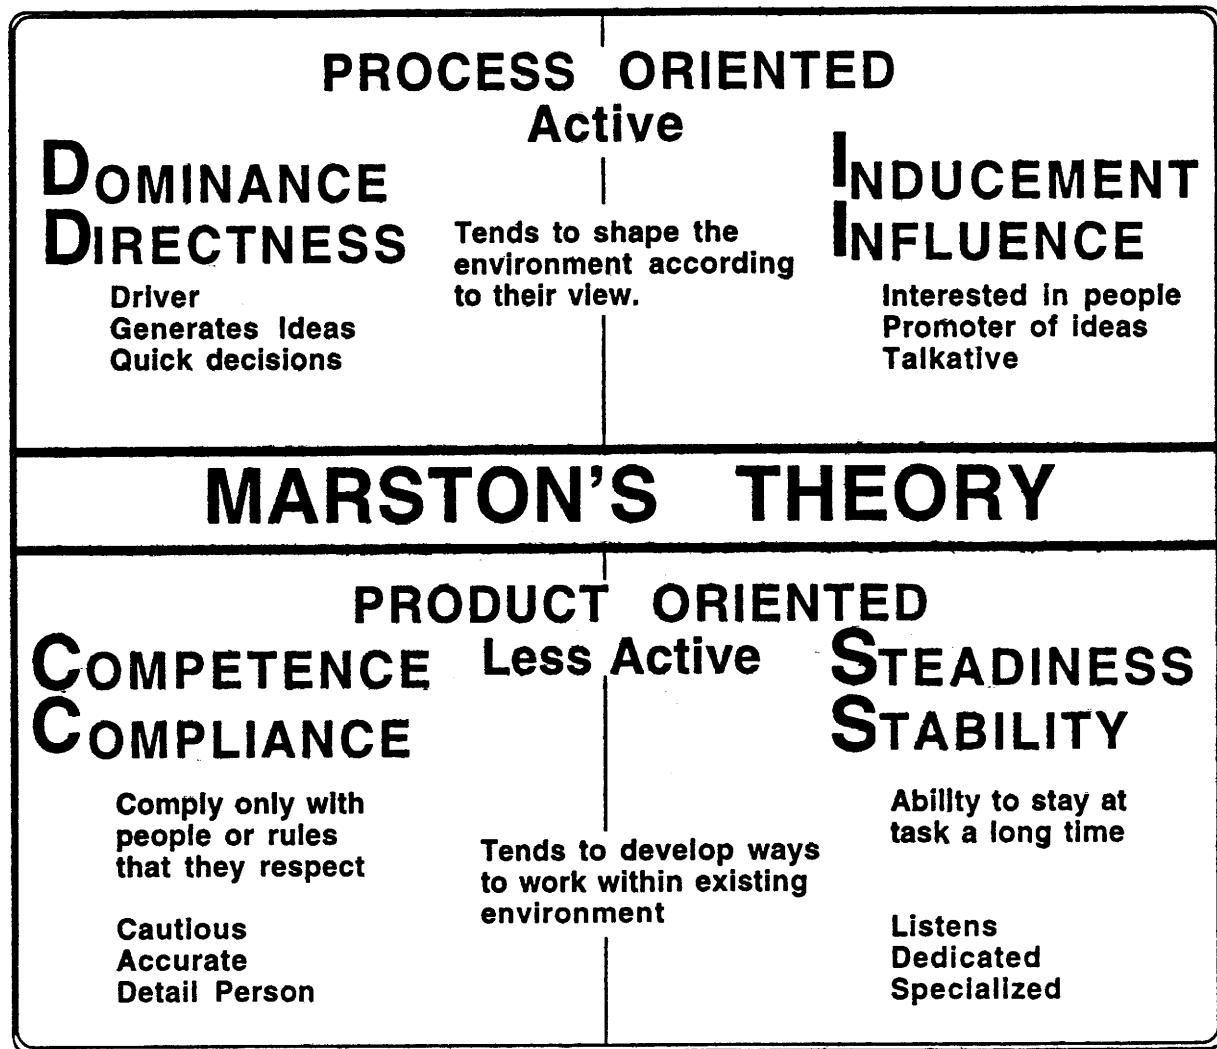 PROCESS ORIENTED
Active
DOMINANCE
DIRECTNESS
Driver
Generates Ideas
Quick decisions
Tends to shape the
environment according
to their view.
INDUCEMENT
INFLUENCE
Interested in people
Promoter of ideas
Talkative
MARSTON'S THEORY
PRODUCT ORIENTED
Less Active
COMPETENCE
COMPLIANCE
Comply only with
people or rules
that they respect
Cautious
Accurate
Detail Person
Tends to develop ways
to work within existing
environment
STEADINESS
STABILITY
Ability to stay at
task a long time
Listens
Dedicated
Specialized